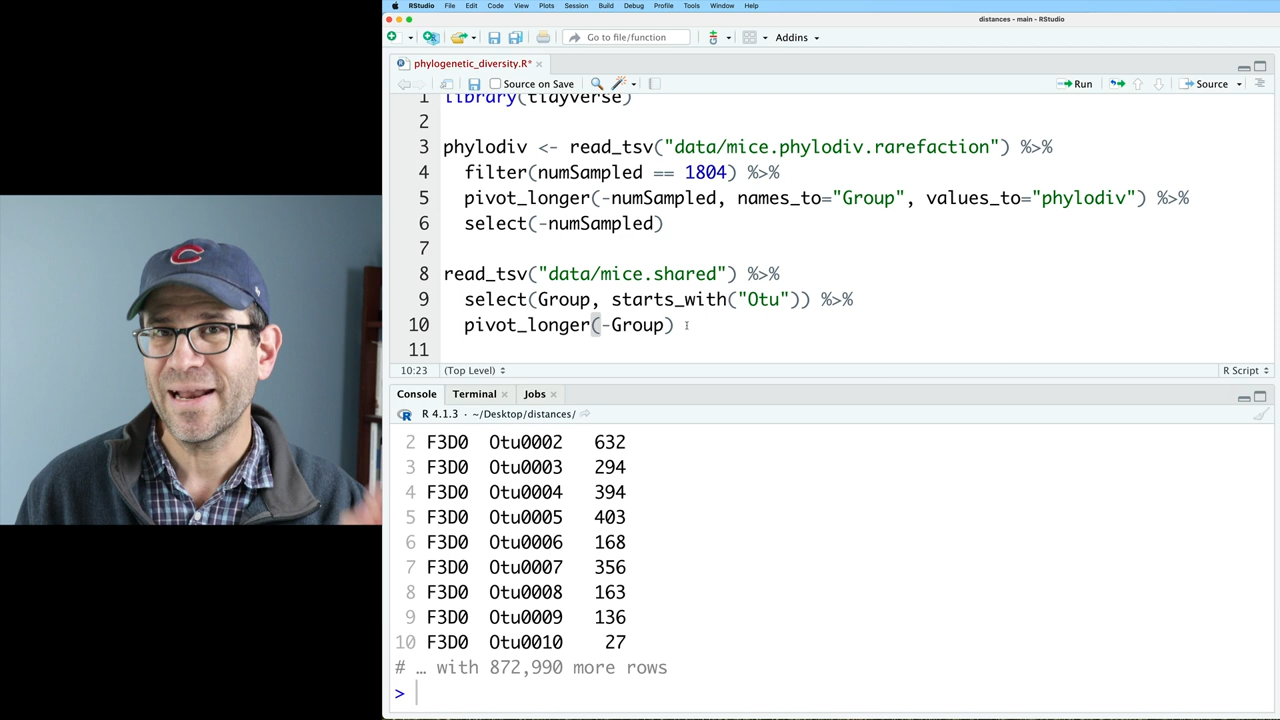 RStudio File Edit Code View Plots Session Build Debug Profile Tools Window Help
distances - main - RStudio
Go to file/function Addins
phylogenetic_diversity.R*
Source on Save Run Source
1 library(tidyverse)
2
3 phylodiv <- read_tsv("data/mice.phylodiv.rarefaction") %>%
4 filter(numSampled == 1804) %>%
5 pivot_longer(-numSampled, names_to="Group", values_to="phylodiv") %>%
6 select(-numSampled)
7
8 read_tsv("data/mice.shared") %>%
9 select(Group, starts_with("Otu")) %>%
10 pivot_longer(-Group)
11
10:23 (Top Level) R Script
Console Terminal Jobs
R 4.1.3 · ~/Desktop/distances/
2 F3D0 Otu0002 632
3 F3D0 Otu0003 294
4 F3D0 Otu0004 394
5 F3D0 Otu0005 403
6 F3D0 Otu0006 168
7 F3D0 Otu0007 356
8 F3D0 Otu0008 163
9 F3D0 Otu0009 136
10 F3D0 Otu0010 27
# … with 872,990 more rows
>
C